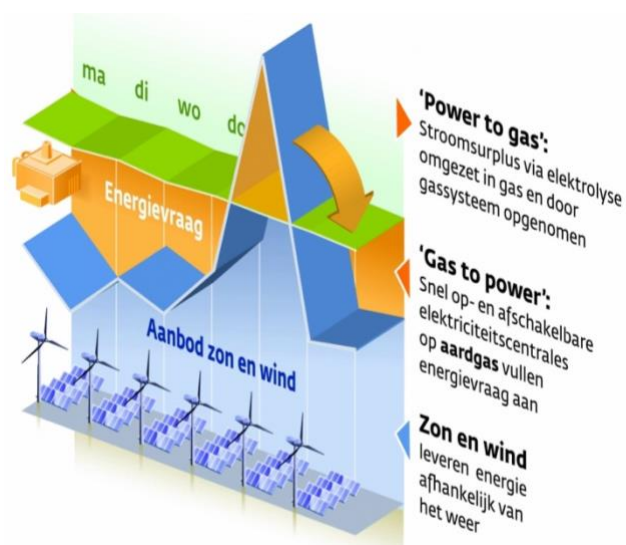 ma
di
wo
do
Energievraag
Aanbod zon en wind
‘Power to gas’:
Stroomsurplus via elektrolyse
omgezet in gas en door
gassysteem opgenomen
‘Gas to power’:
Snel op- en afschakelbare
elektriciteitscentrales
op aardgas vullen
energievraag aan
Zon en wind
leveren energie
afhankelijk van
het weer